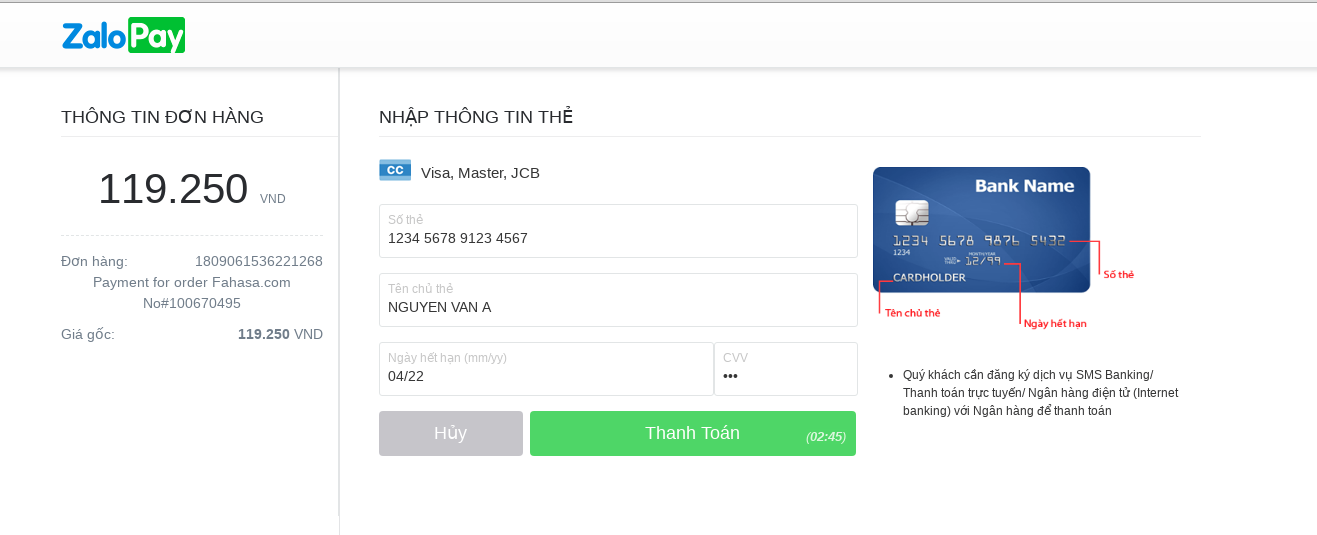 ZaloPay
THÔNG TIN ĐƠN HÀNG
119.250 VND
Đơn hàng: 1809061536221268
Payment for order Fahasa.com
No#100670495
Giá gốc: 119.250 VND
NHẬP THÔNG TIN THẺ
CC Visa, Master, JCB
Số thẻ
1234 5678 9123 4567
Tên chủ thẻ
NGUYEN VAN A
Ngày hết hạn (mm/yy)
04/22
CVV
•••
Hủy
Thanh Toán (02:45)
Bank Name
1234 5678 9876 5432
1234
MONTH/YEAR
VALID THRU 12/99
CARDHOLDER
Số thẻ
Tên chủ thẻ
Ngày hết hạn
• Quý khách cần đăng ký dịch vụ SMS Banking/
Thanh toán trực tuyến/ Ngân hàng điện tử (Internet
banking) với Ngân hàng để thanh toán